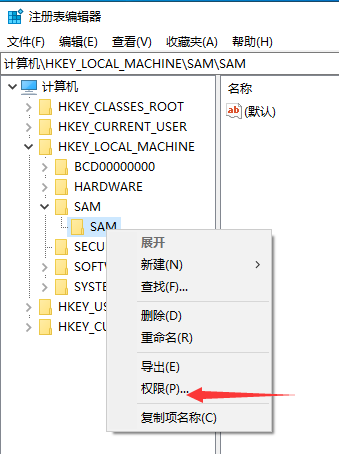 注册表编辑器
文件(F) 编辑(E) 查看(V) 收藏夹(A) 帮助(H)
计算机\HKEY_LOCAL_MACHINE\SAM\SAM
计算机
HKEY_CLASSES_ROOT
HKEY_CURRENT_USER
HKEY_LOCAL_MACHINE
BCD00000000
HARDWARE
SAM
SAM
SECU
SOFTW
SYSTE
HKEY_US
HKEY_CU
名称
ab (默认)
展开
新建(N)
查找(F)...
删除(D)
重命名(R)
导出(E)
权限(P)...
复制项名称(C)